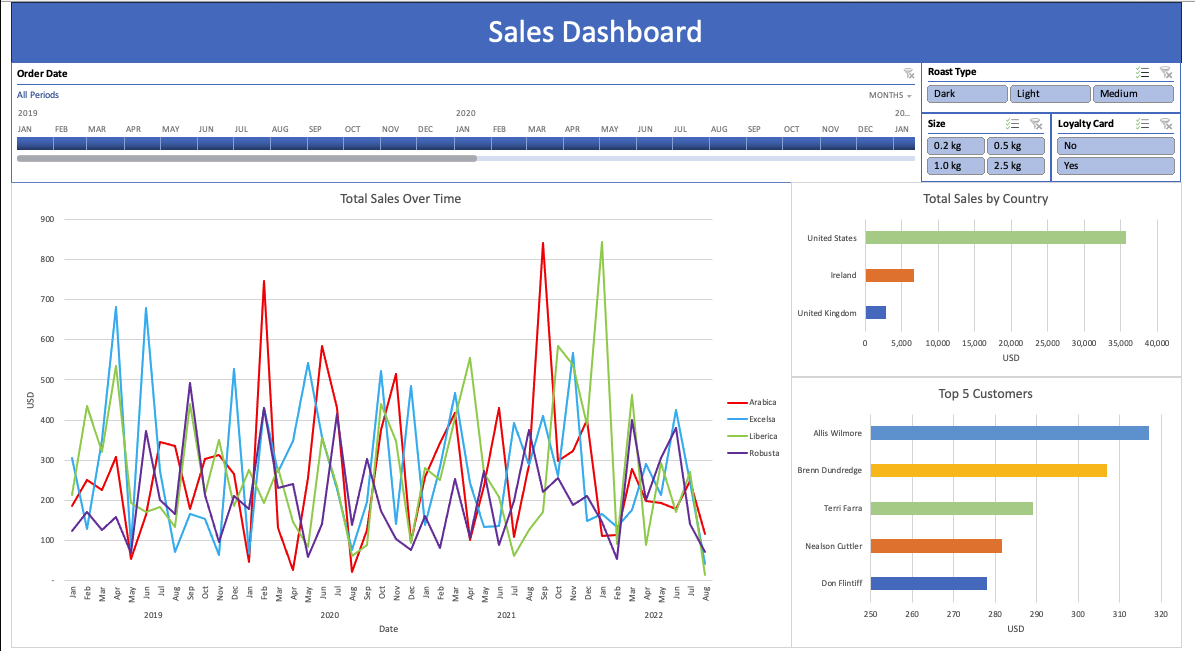 Sales Dashboard
Order Date
All Periods
MONTHS
2019 2020 20...
JAN FEB MAR APR MAY JUN JUL AUG SEP OCT NOV DEC JAN FEB MAR APR MAY JUN JUL AUG SEP OCT NOV DEC JAN
Roast Type
Dark Light Medium
Size
0.2 kg 0.5 kg
1.0 kg 2.5 kg
Loyalty Card
No
Yes
Total Sales Over Time
900
800
700
600
500
400
300
200
100
-
USD
Jan Feb Mar Apr May Jun Jul Aug Sep Oct Nov Dec Jan Feb Mar Apr May Jun Jul Aug Sep Oct Nov Dec Jan Feb Mar Apr May Jun Jul Aug Sep Oct Nov Dec Jan Feb Mar Apr May Jun Jul Aug
2019 2020 2021 2022
Date
Arabica
Excelsa
Liberica
Robusta
Total Sales by Country
United States
Ireland
United Kingdom
0 5,000 10,000 15,000 20,000 25,000 30,000 35,000 40,000
USD
Top 5 Customers
Allis Wilmore
Brenn Dundredge
Terri Farra
Nealson Cuttler
Don Flintiff
250 260 270 280 290 300 310 320
USD